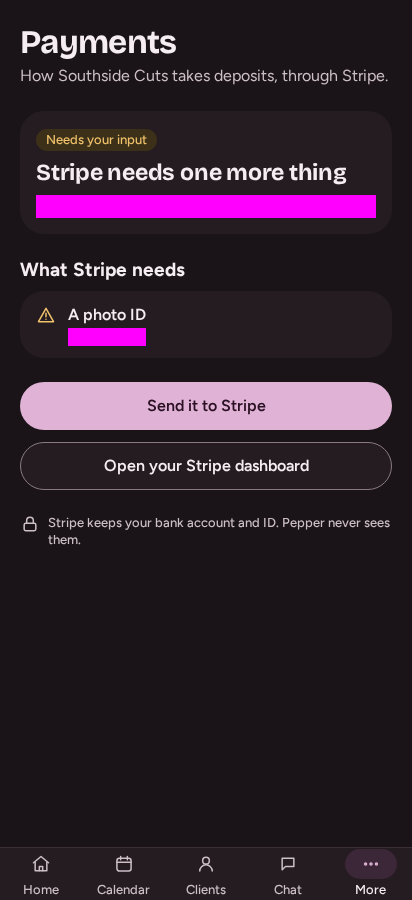 Payments
How Southside Cuts takes deposits, through Stripe.
Needs your input
Stripe needs one more thing
What Stripe needs
A photo ID
Send it to Stripe
Open your Stripe dashboard
Stripe keeps your bank account and ID. Pepper never sees
them.
Home
Calendar
Clients
Chat
More